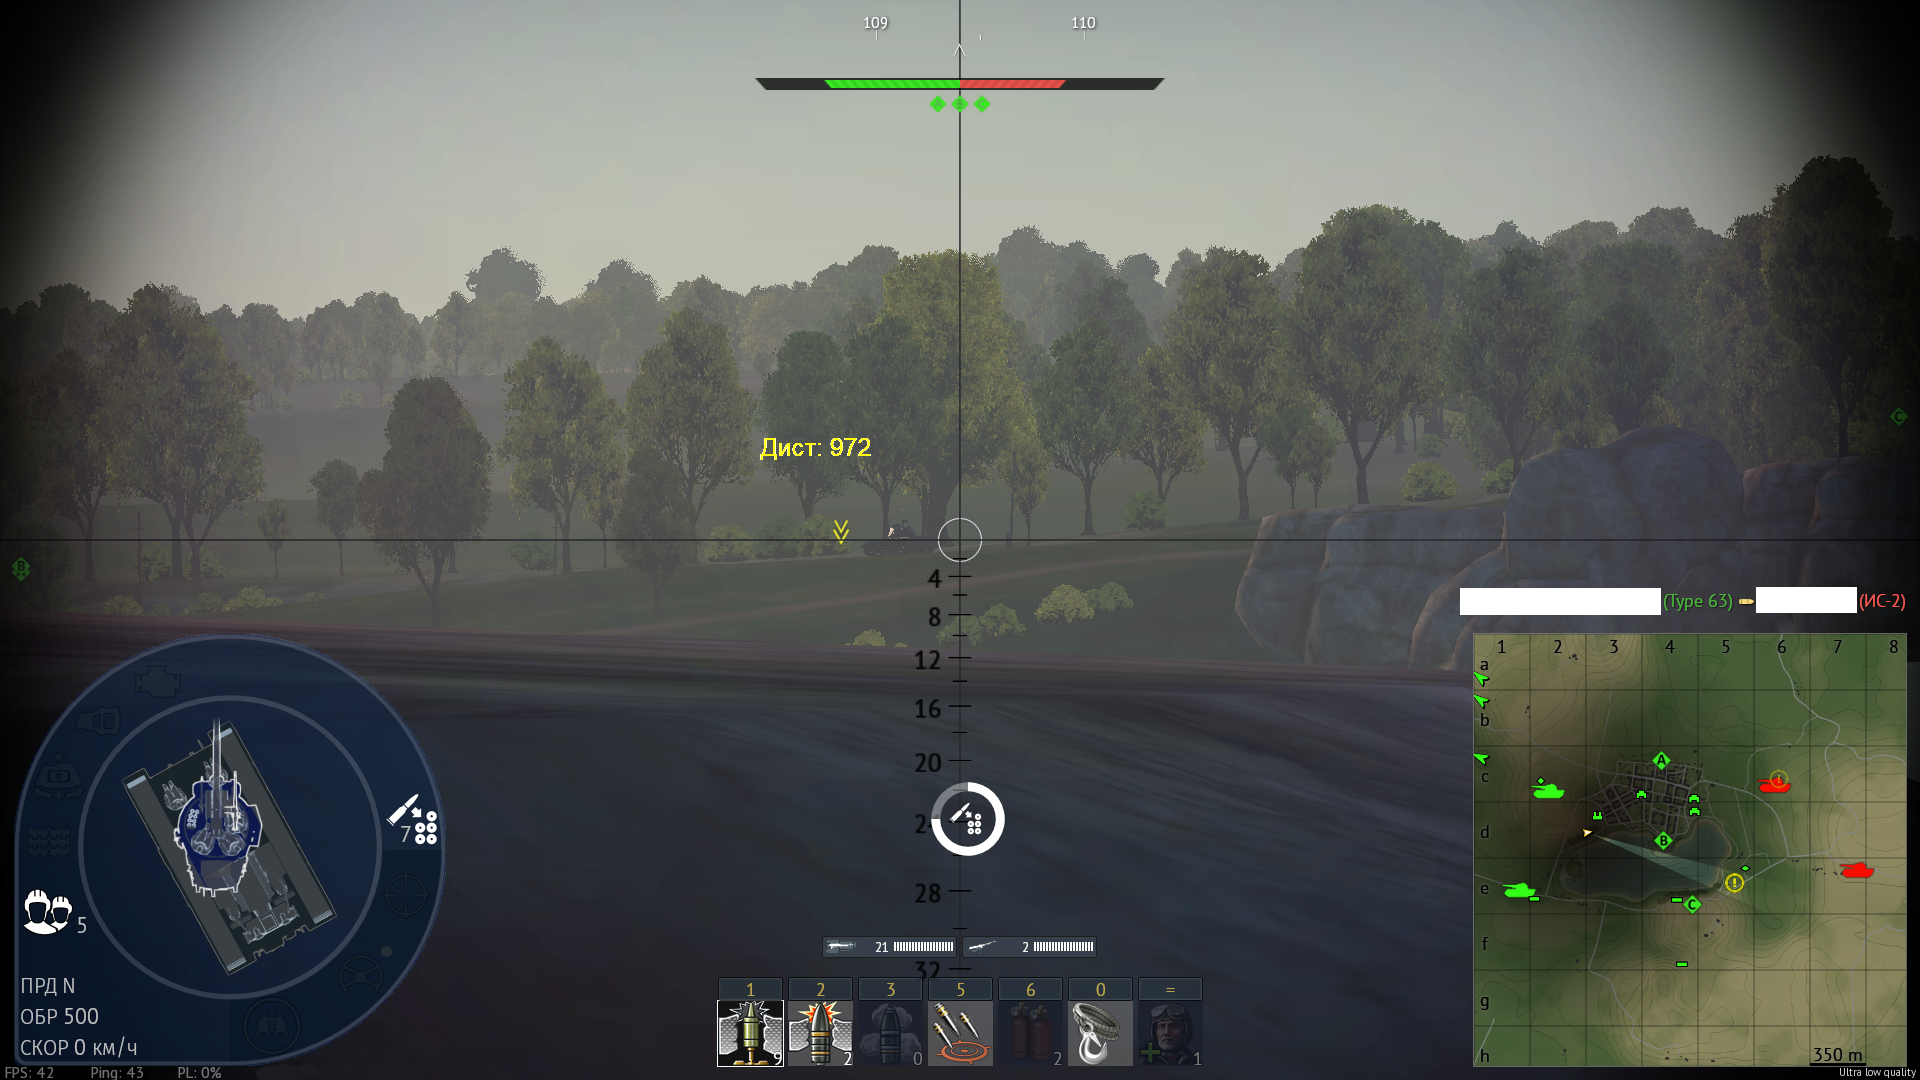 109 110
A B C
Дист: 972
C
B
4
8
12
16
20
2
28
32
(Type 63) (ИС-2)
1 2 3 4 5 6 7 8
a
b
c
d
e
f
g
h
A
B
C
350 m
Ultra low quality
7
5
ПРД N
ОБР 500
СКОР 0 км/ч
FPS: 42 Ping: 43 PL: 0%
21 2
1 2 3 5 6 0 =
9 2 0 2 1